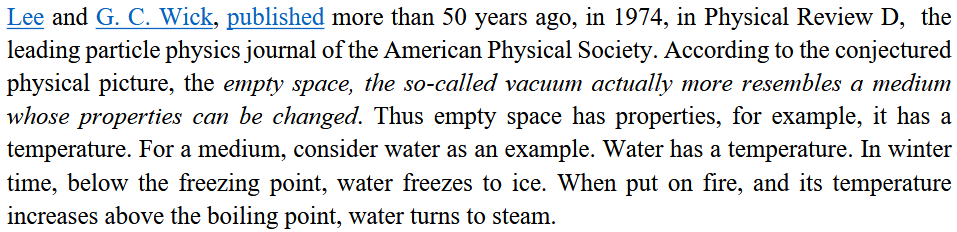 Lee and G. C. Wick, published more than 50 years ago, in 1974, in Physical Review D, the
leading particle physics journal of the American Physical Society. According to the conjectured
physical picture, the empty space, the so-called vacuum actually more resembles a medium
whose properties can be changed. Thus empty space has properties, for example, it has a
temperature. For a medium, consider water as an example. Water has a temperature. In winter
time, below the freezing point, water freezes to ice. When put on fire, and its temperature
increases above the boiling point, water turns to steam.